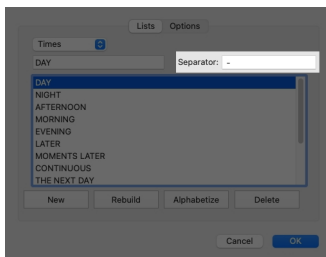 Lists Options
Times
DAY Separator: -
DAY
NIGHT
AFTERNOON
MORNING
EVENING
LATER
MOMENTS LATER
CONTINUOUS
THE NEXT DAY
New Rebuild Alphabetize Delete
Cancel OK